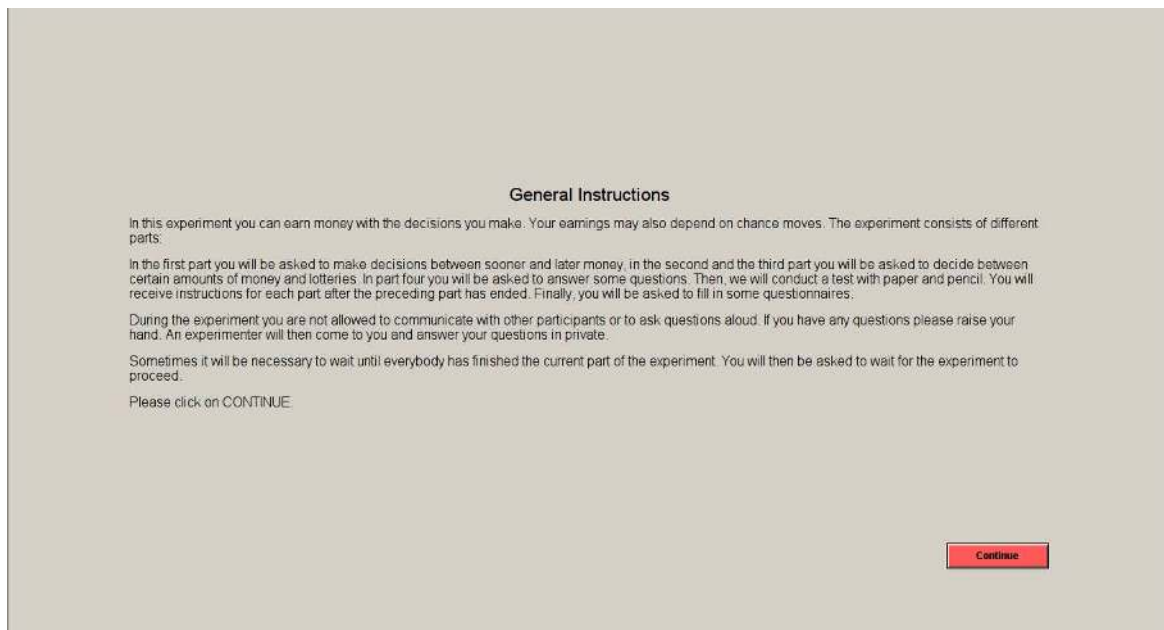 General Instructions
In this experiment you can earn money with the decisions you make. Your earnings may also depend on chance moves. The experiment consists of different
parts:
In the first part you will be asked to make decisions between sooner and later money, in the second and the third part you will be asked to decide between
certain amounts of money and lotteries. In part four you will be asked to answer some questions. Then, we will conduct a test with paper and pencil. You will
receive instructions for each part after the preceding part has ended. Finally, you will be asked to fill in some questionnaires.
During the experiment you are not allowed to communicate with other participants or to ask questions aloud. If you have any questions please raise your
hand. An experimenter will then come to you and answer your questions in private.
Sometimes it will be necessary to wait until everybody has finished the current part of the experiment. You will then be asked to wait for the experiment to
proceed.
Please click on CONTINUE.
Continue